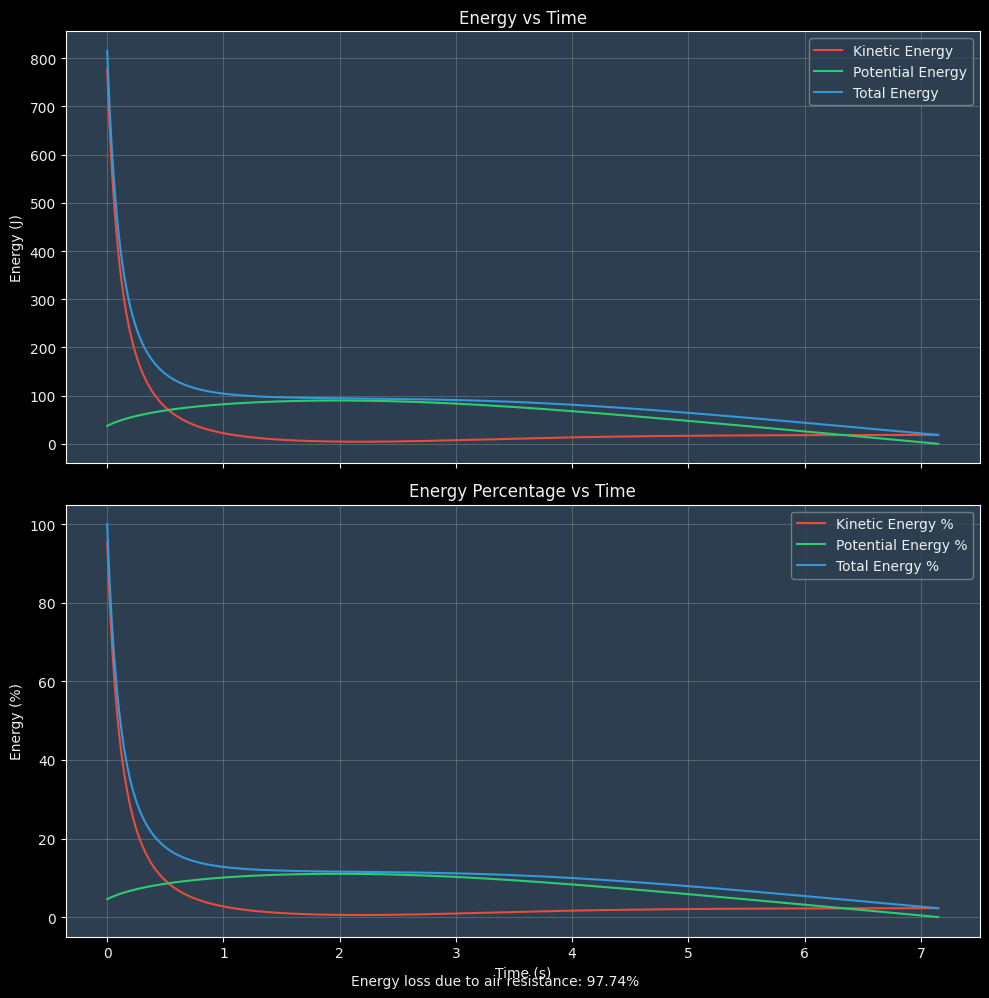 Energy vs Time
Kinetic Energy
Potential Energy
Total Energy
800
700
600
500
400
300
200
100
0
Energy (J)
Energy Percentage vs Time
Kinetic Energy %
Potential Energy %
Total Energy %
100
80
60
40
20
0
Energy (%)
0 1 2 3 4 5 6 7
Time (s)
Energy loss due to air resistance: 97.74%